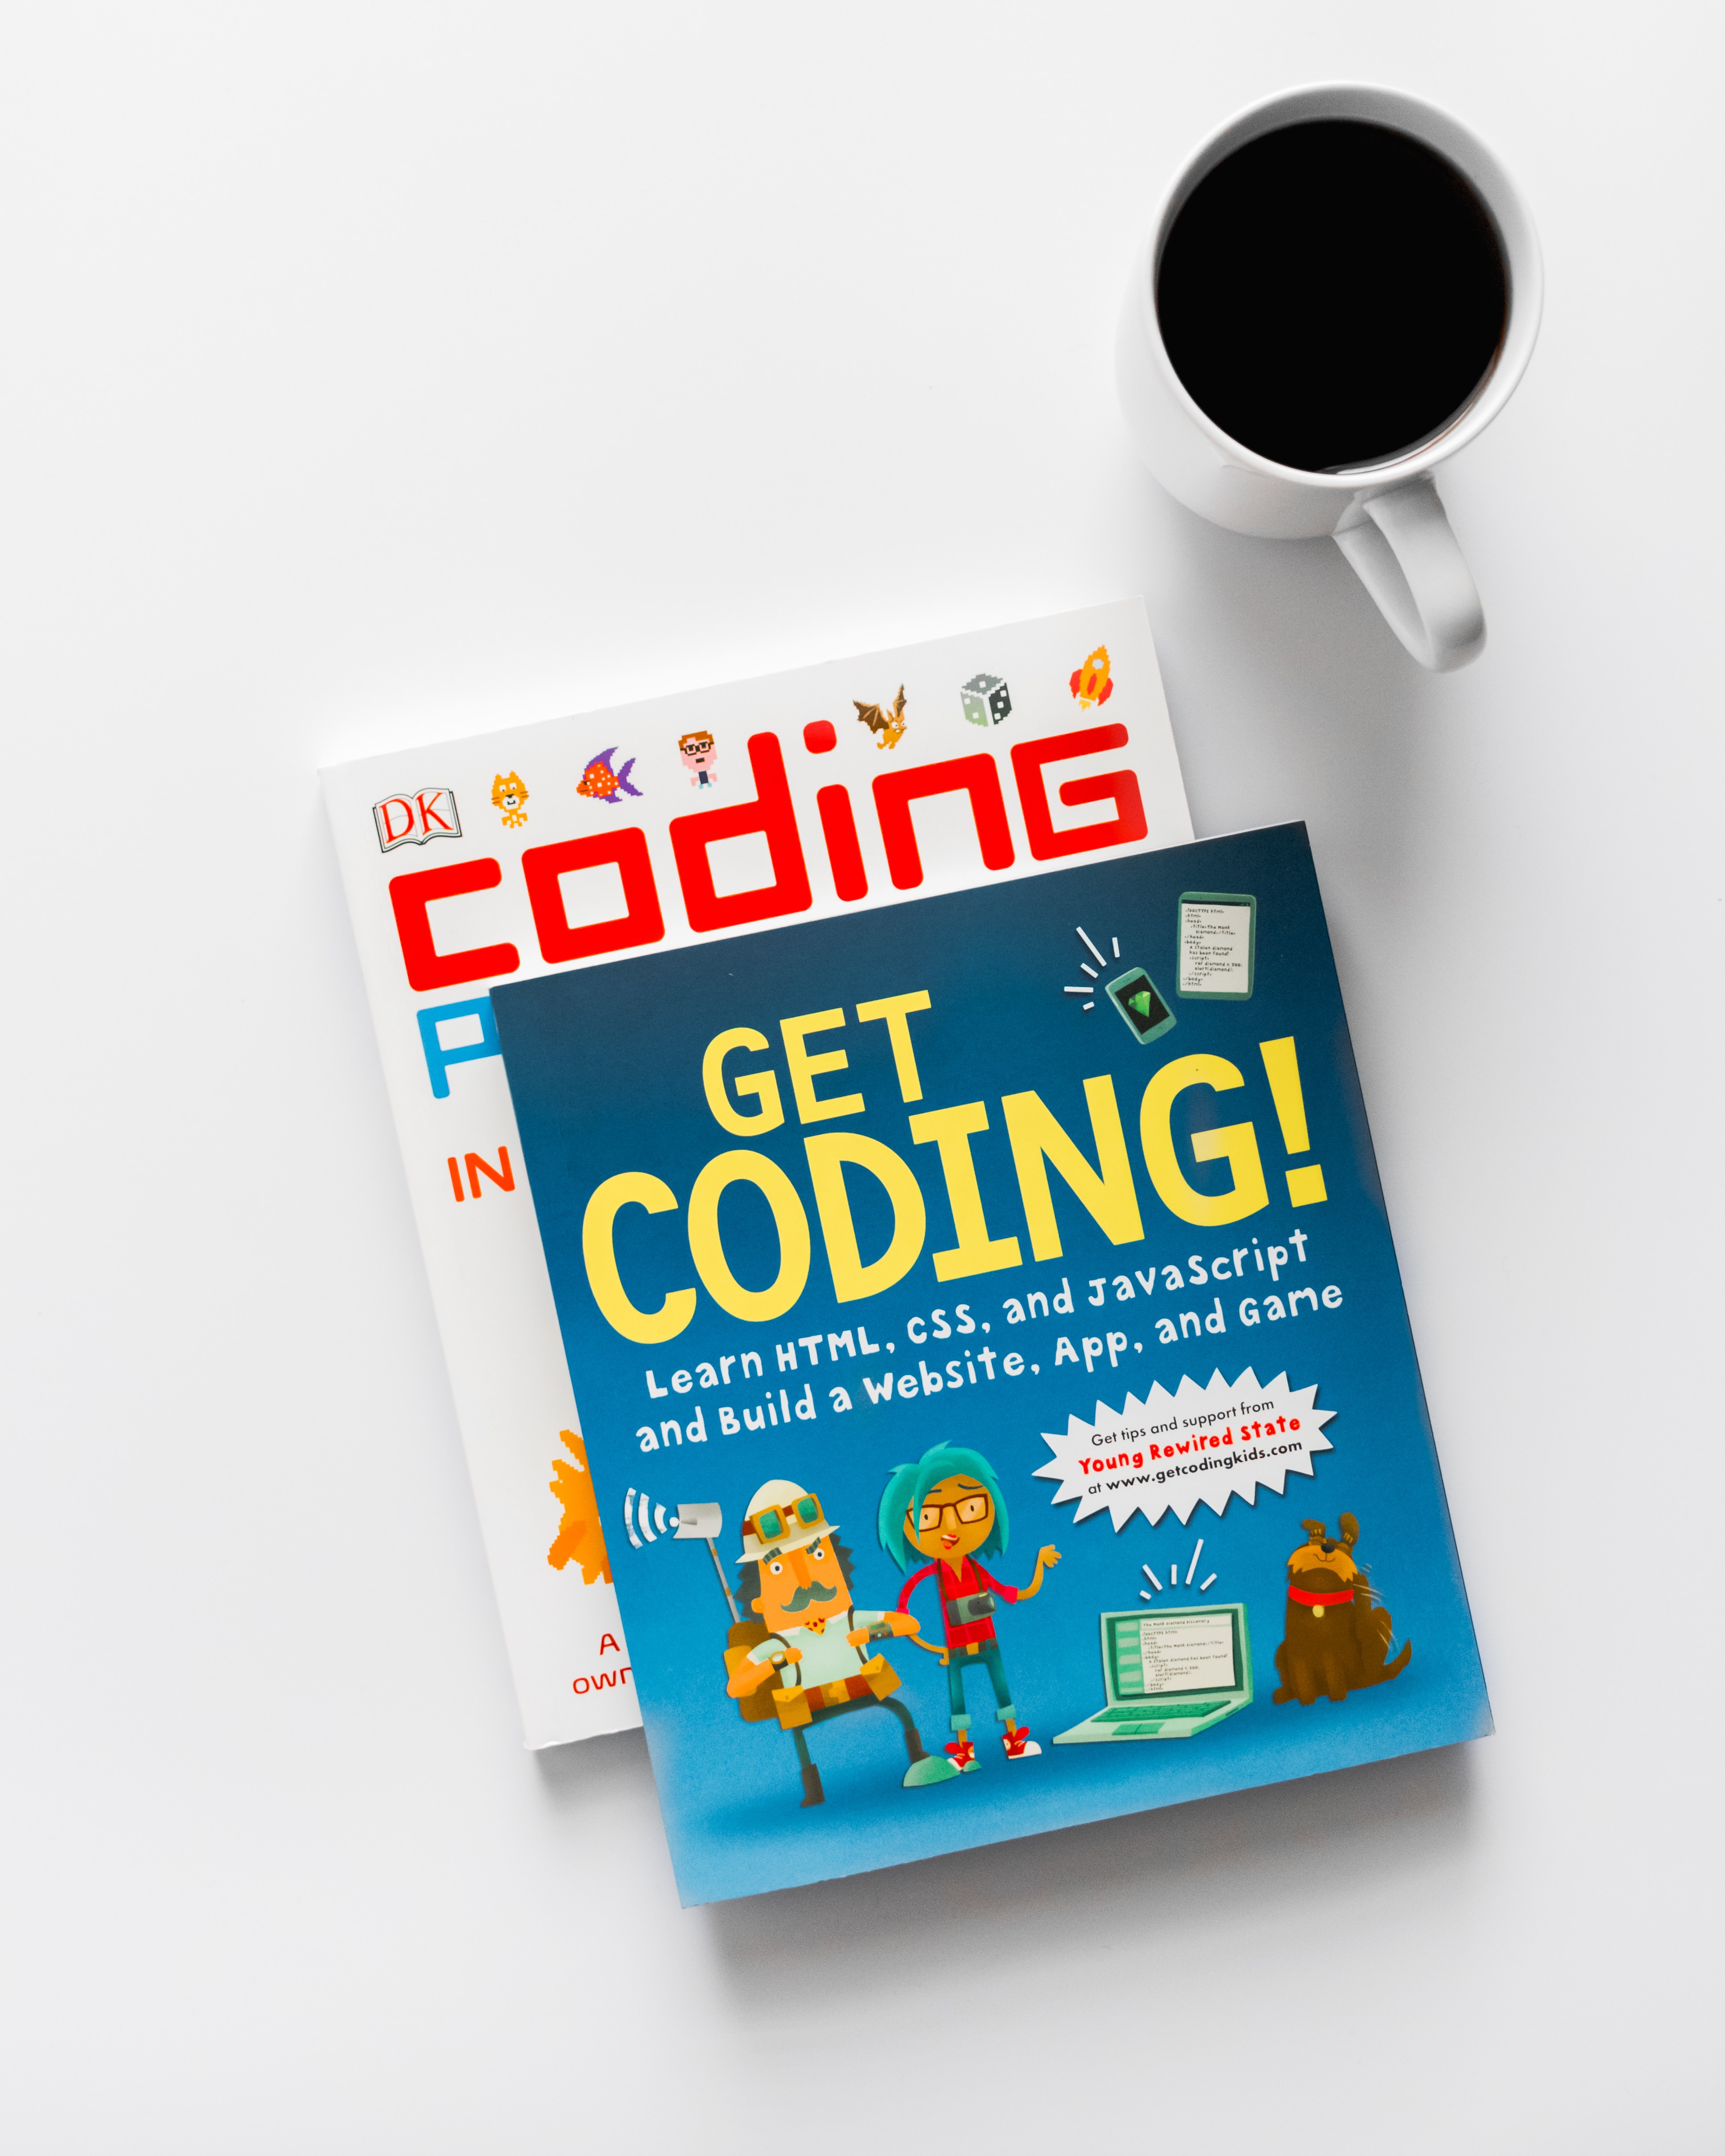 DK
coding
P
IN
A
own
GET
CODING!
Learn HTML, CSS, and JavaScript
and Build a Website, App, and Game
Get tips and support from
Young Rewired State
at www.getcodingkids.com